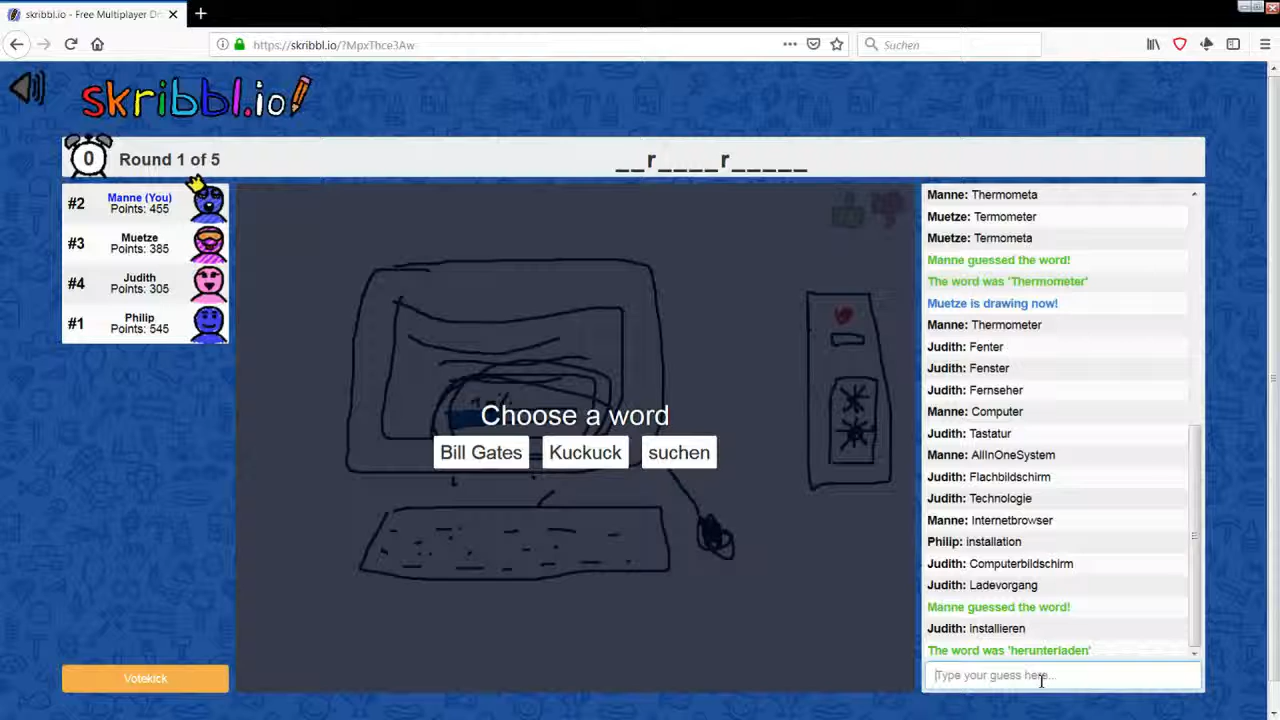 skribbl.io - Free Multiplayer Dr
https://skribbl.io/?MpxThce3Aw
Suchen
skribbl.io
0
Round 1 of 5
__r____r_____
#2
Manne (You)
Points: 455
#3
Muetze
Points: 385
#4
Judith
Points: 305
#1
Philip
Points: 545
Votekick
Choose a word
Bill Gates
Kuckuck
suchen
Manne: Thermometa
Muetze: Termometer
Muetze: Termometa
Manne guessed the word!
The word was 'Thermometer'
Muetze is drawing now!
Manne: Thermometer
Judith: Fenter
Judith: Fenster
Judith: Fernseher
Manne: Computer
Judith: Tastatur
Manne: AllInOneSystem
Judith: Flachbildschirm
Judith: Technologie
Manne: Internetbrowser
Philip: installation
Judith: Computerbildschirm
Judith: Ladevorgang
Manne guessed the word!
Judith: installieren
The word was 'herunterladen'
Type your guess here...